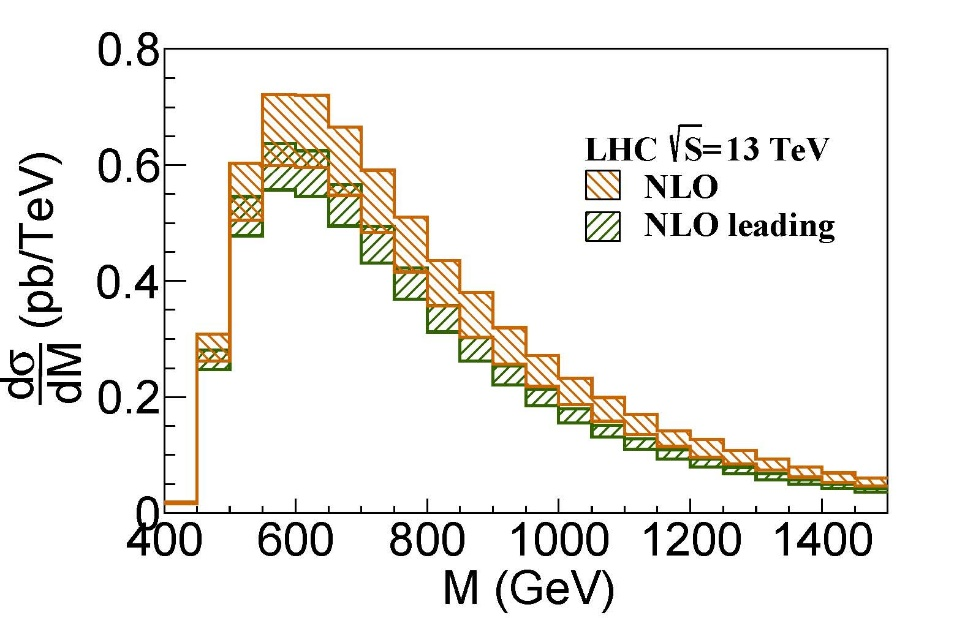 0.8
0.6
0.4
0.2
0
dσ
dM (pb/TeV)
LHC √S=13 TeV
NLO
NLO leading
400 600 800 1000 1200 1400
M (GeV)